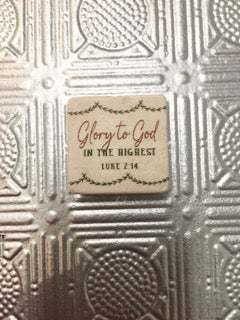 Glory to God
IN THE HIGHEST
LUKE 2:14